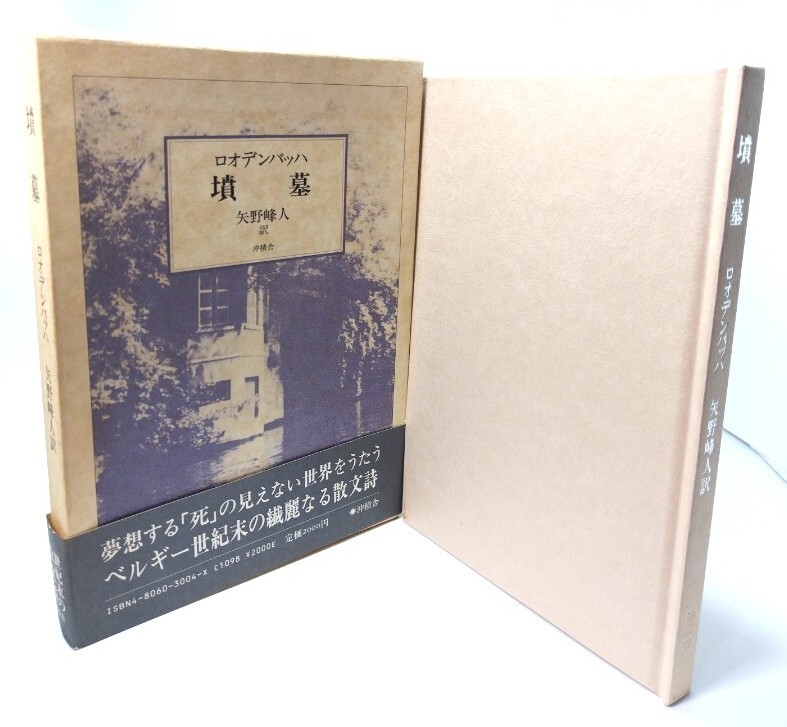 墳墓
ロオデンバッハ
矢野峰人訳
ロオデンバッハ
墳墓
矢野峰人
訳
沖積舎
夢想する「死」の見えない世界をうたう
ベルギー世紀末の繊麗なる散文詩
ISBN4-8060-3004-X C1098 ¥2000E 定価2000円 ✹沖積舎
墳墓
ロオデンバッハ
矢野峰人訳